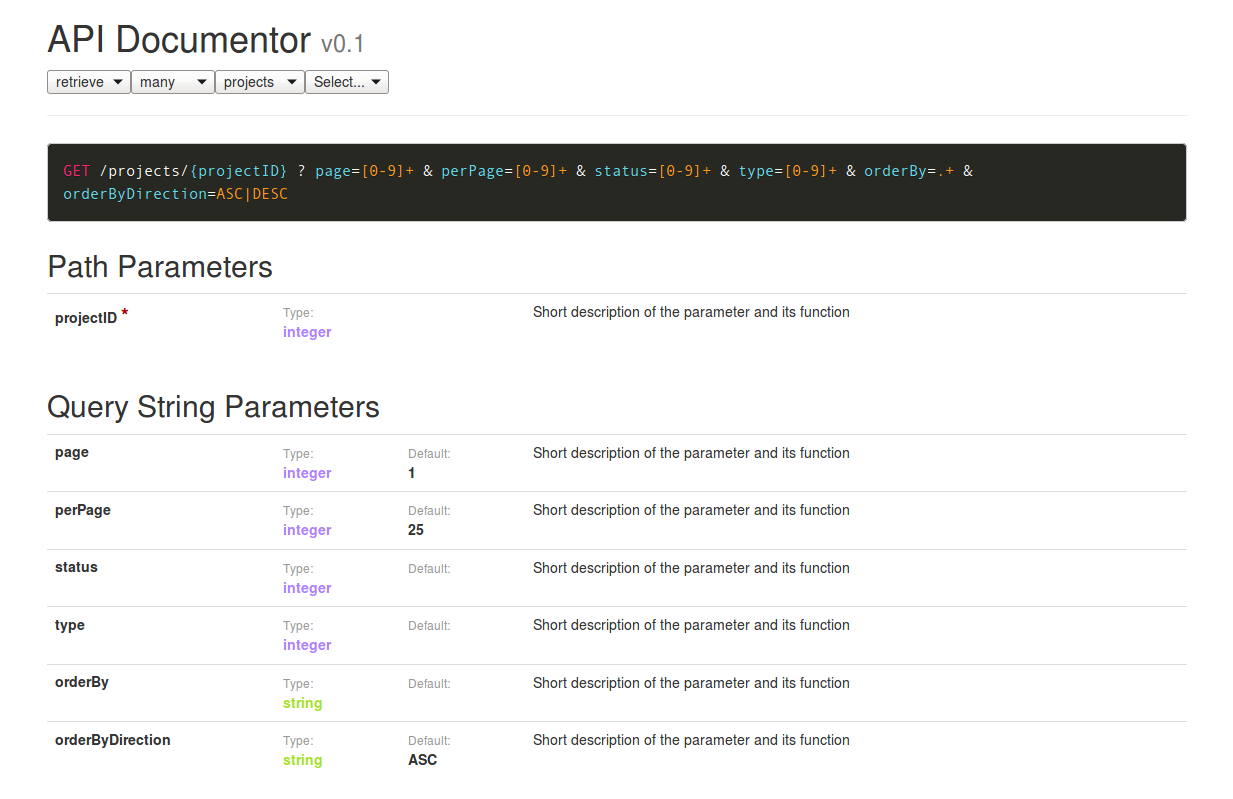 API Documentor v0.1
retrieve many projects Select...
GET /projects/{projectID} ? page=[0-9]+ & perPage=[0-9]+ & status=[0-9]+ & type=[0-9]+ & orderBy=.+ &
orderByDirection=ASC|DESC
Path Parameters
projectID * Type: Short description of the parameter and its function
integer
Query String Parameters
page Type: Default: Short description of the parameter and its function
integer 1
perPage Type: Default: Short description of the parameter and its function
integer 25
status Type: Default: Short description of the parameter and its function
integer
type Type: Default: Short description of the parameter and its function
integer
orderBy Type: Default: Short description of the parameter and its function
string
orderByDirection Type: Default: Short description of the parameter and its function
string ASC